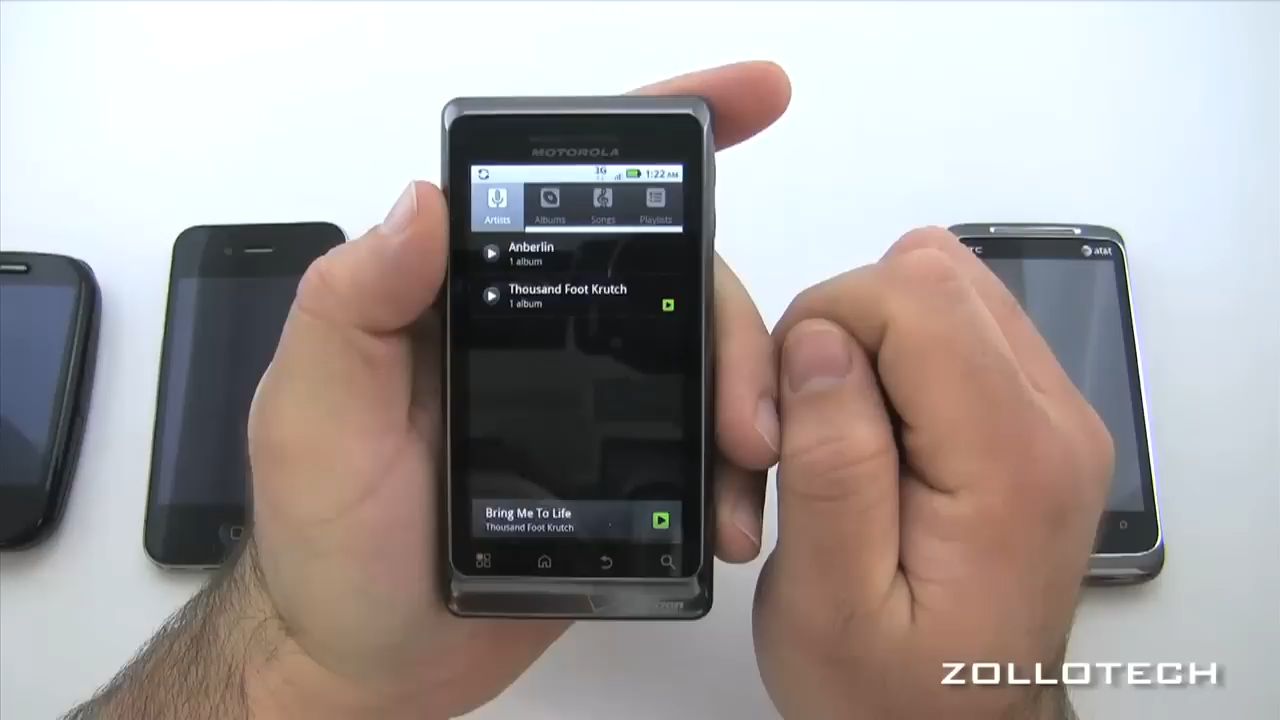 MOTOROLA
3G
1:22 AM
Artists
Albums
Songs
Playlists
Anberlin
1 album
Thousand Foot Krutch
1 album
Bring Me To Life
Thousand Foot Krutch
at&t
ZOLLOTECH